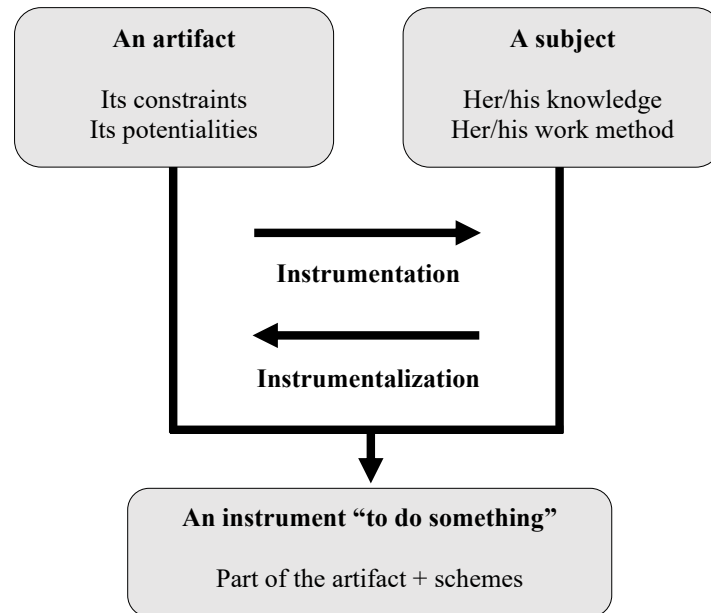 An artifact
Its constraints
Its potentialities
A subject
Her/his knowledge
Her/his work method
Instrumentation
Instrumentalization
An instrument “to do something”
Part of the artifact + schemes